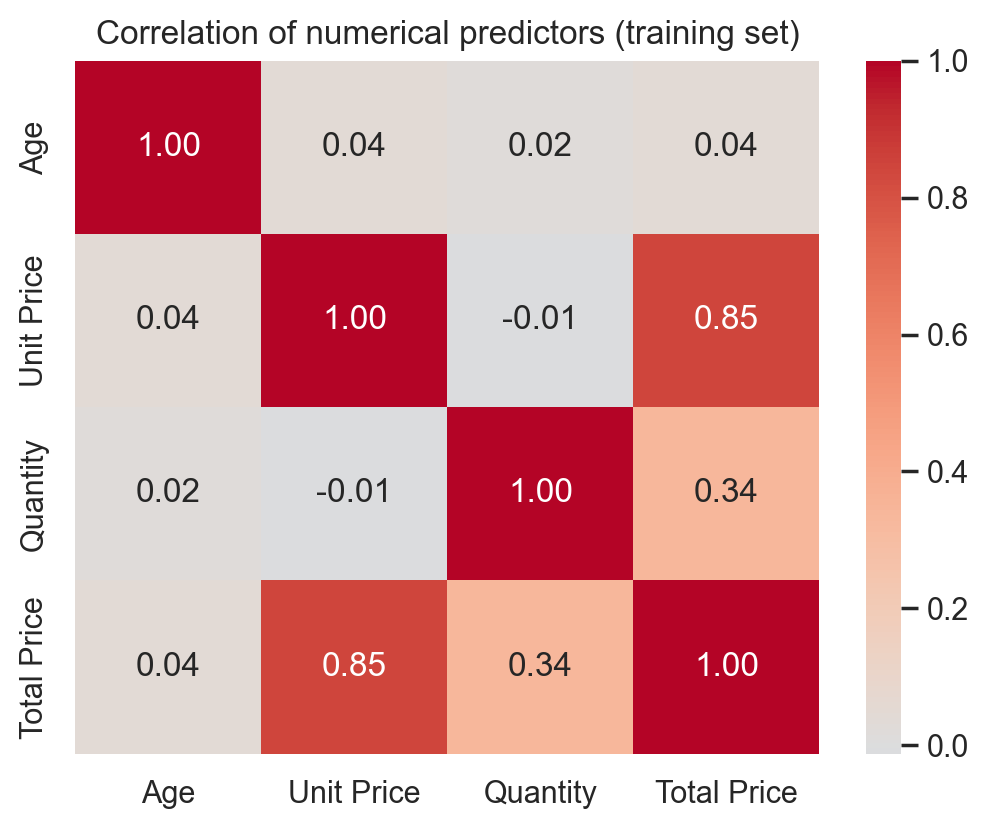 Correlation of numerical predictors (training set)
1.0
Age
1.00 0.04 0.02 0.04
0.8
Unit Price
0.04 1.00 -0.01 0.85
0.6
0.4
Quantity
0.02 -0.01 1.00 0.34
0.2
Total Price
0.04 0.85 0.34 1.00
0.0
Age Unit Price Quantity Total Price